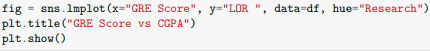 fig = sns.lmplot(x="GRE Score", y="LOR ", data=df, hue="Research")
plt.title("GRE Score vs CGPA")
plt.show()